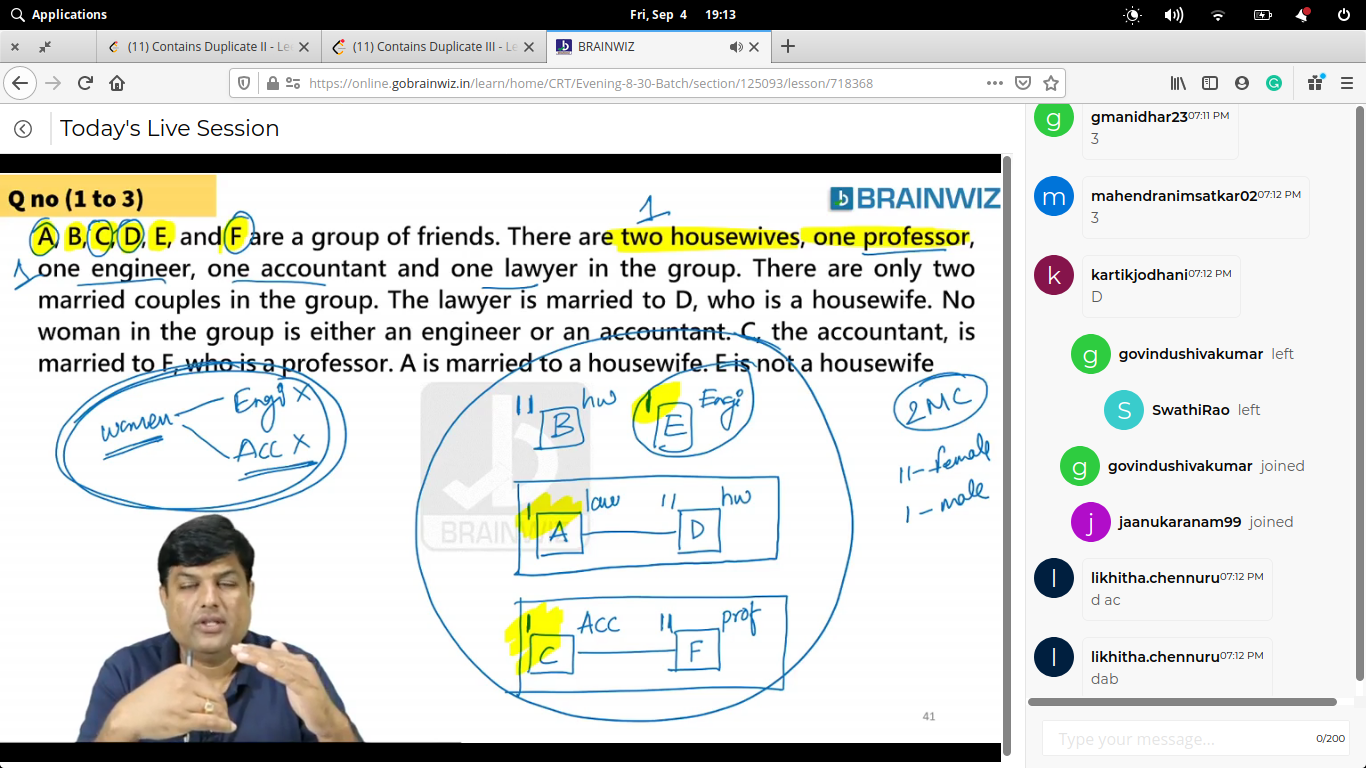 Applications
Fri, Sep 4 19:13
(11) Contains Duplicate II - Le
(11) Contains Duplicate III - Le
BRAINWIZ
https://online.gobrainwiz.in/learn/home/CRT/Evening-8-30-Batch/section/125093/lesson/718368
Today's Live Session
Q no (1 to 3)
BRAINWIZ
1
A, B, C, D, E, and F are a group of friends. There are two housewives, one professor,
1
one engineer, one accountant and one lawyer in the group. There are only two
married couples in the group. The lawyer is married to D, who is a housewife. No
woman in the group is either an engineer or an accountant. C, the accountant, is
married to F, who is a professor. A is married to a housewife. E is not a housewife
women
Engi X
ACC X
11 B hw
1 E Engi
2MC
11 - female
1 - male
BRAINW
1 A law
11 D hw
1 C ACC
11 F prof
41
g
gmanidhar23 07:11 PM
3
m
mahendranimsatkar02 07:12 PM
3
k
kartikjodhani 07:12 PM
D
g
govindushivakumar left
S
SwathiRao left
g
govindushivakumar joined
j
jaanukaranam99 joined
l
likhitha.chennuru 07:12 PM
d ac
l
likhitha.chennuru 07:12 PM
dab
Type your message...
0/200